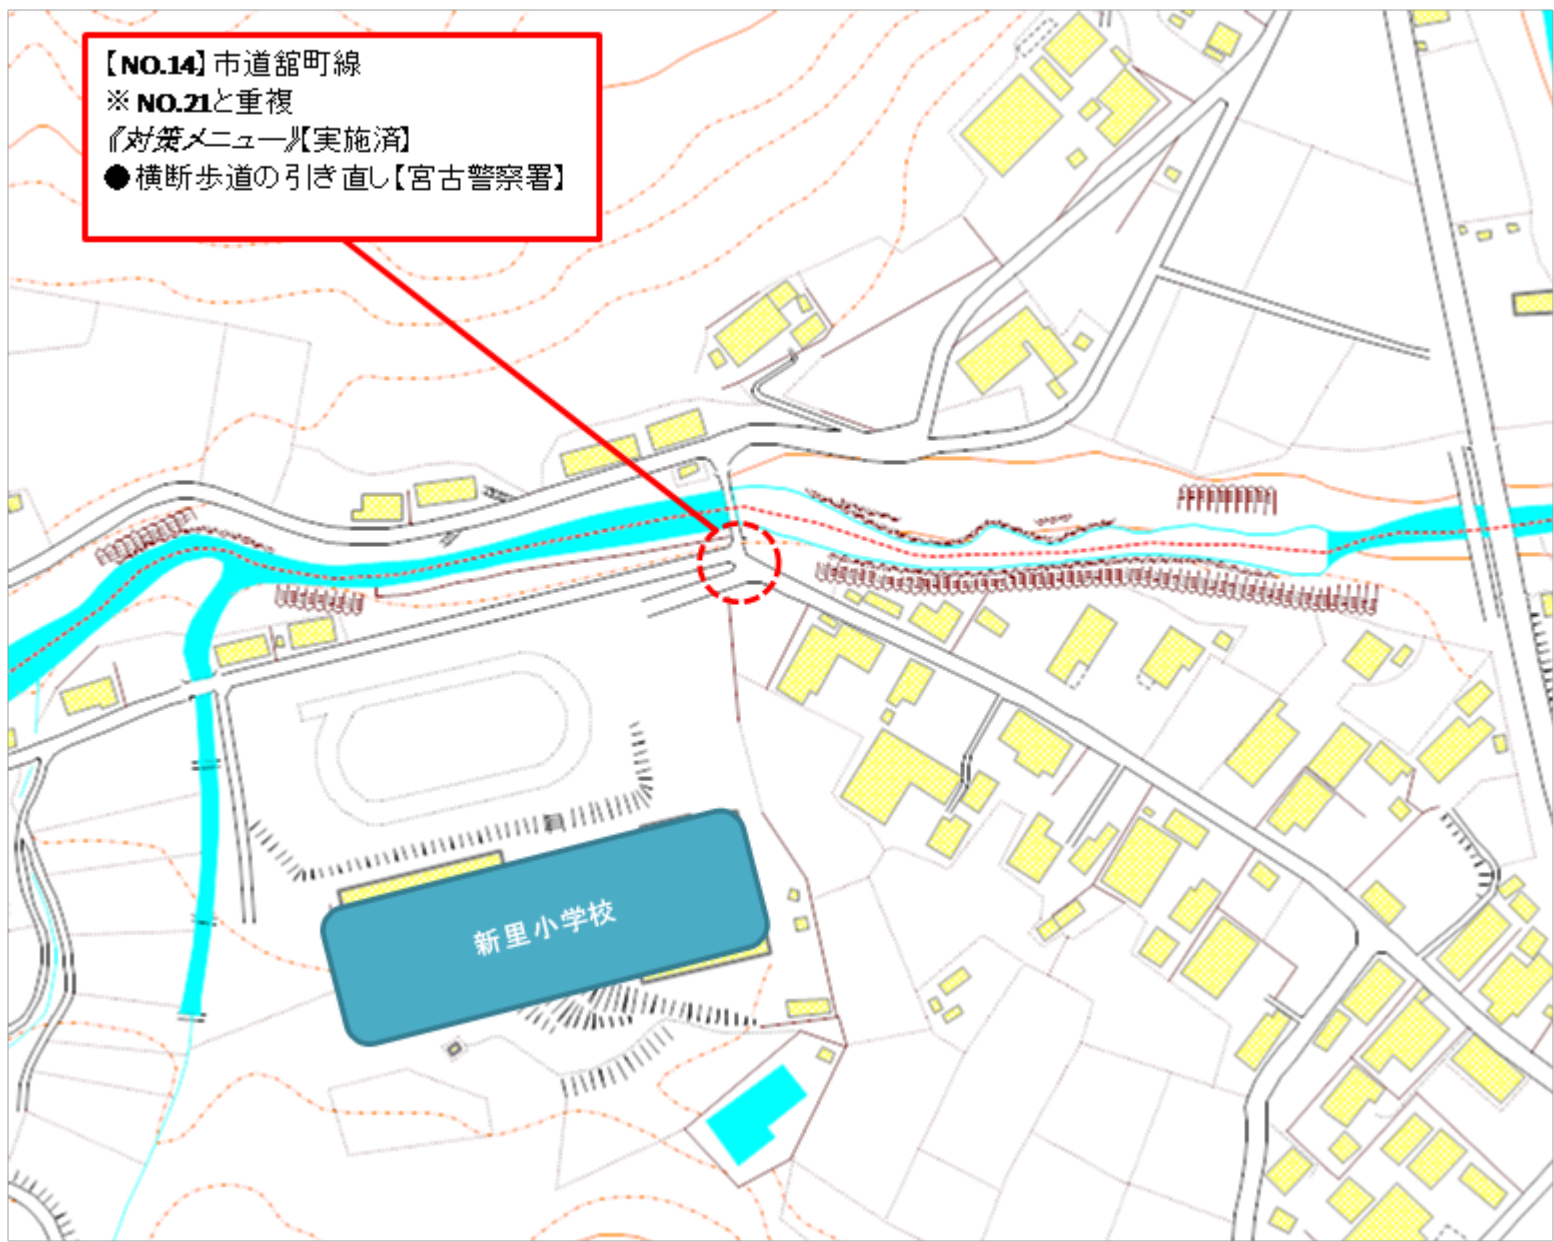 【NO.14】市道舘町線
※NO.21と重複
《対策メニュー》【実施済】
●横断歩道の引き直し【宮古警察署】
新里小学校